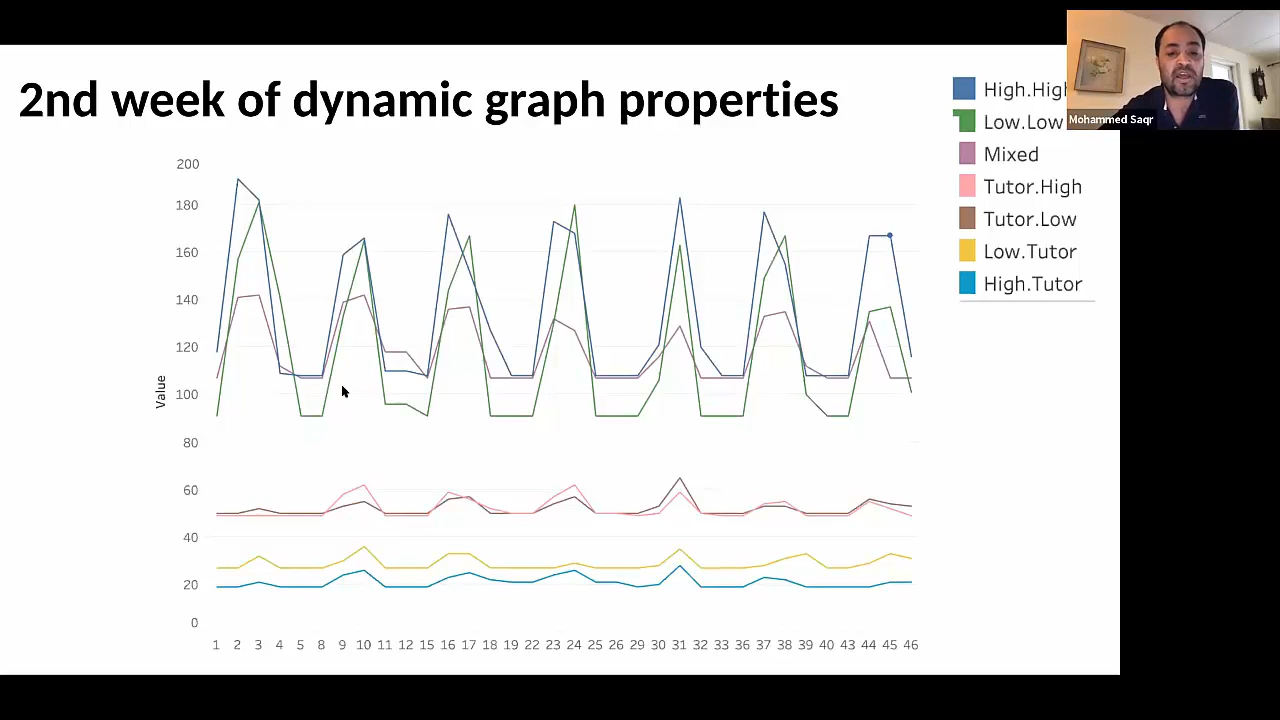 2nd week of dynamic graph properties
High.High
Low.Low
Mohammed Saqr
Mixed
Tutor.High
Tutor.Low
Low.Tutor
High.Tutor
200
180
160
140
120
100
80
60
40
20
0
Value
1 2 3 4 5 8 9 10 11 12 15 16 17 18 19 22 23 24 25 26 29 30 31 32 33 36 37 38 39 40 43 44 45 46